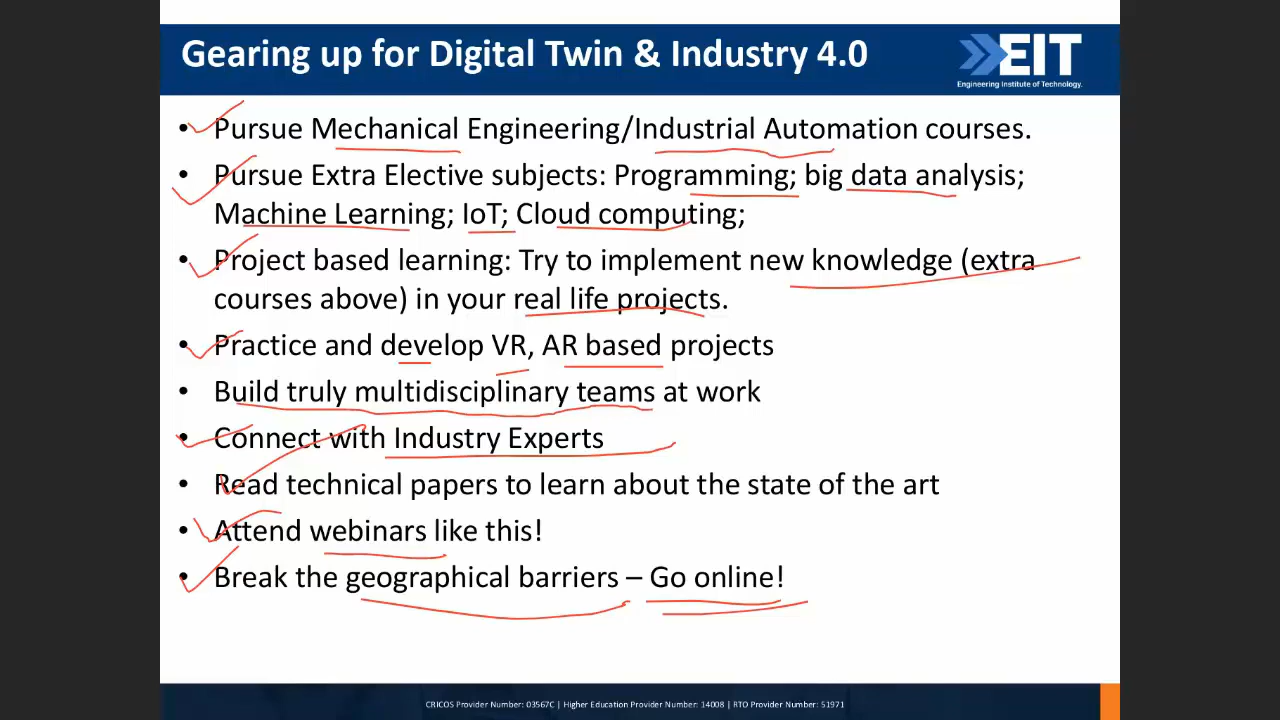 Gearing up for Digital Twin & Industry 4.0
EIT
Engineering Institute of Technology.
• Pursue Mechanical Engineering/Industrial Automation courses.
• Pursue Extra Elective subjects: Programming; big data analysis;
Machine Learning; IoT; Cloud computing;
• Project based learning: Try to implement new knowledge (extra
courses above) in your real life projects.
• Practice and develop VR, AR based projects
• Build truly multidisciplinary teams at work
• Connect with Industry Experts
• Read technical papers to learn about the state of the art
• Attend webinars like this!
• Break the geographical barriers – Go online!
CRICOS Provider Number: 03567C | Higher Education Provider Number: 14008 | RTO Provider Number: 51971